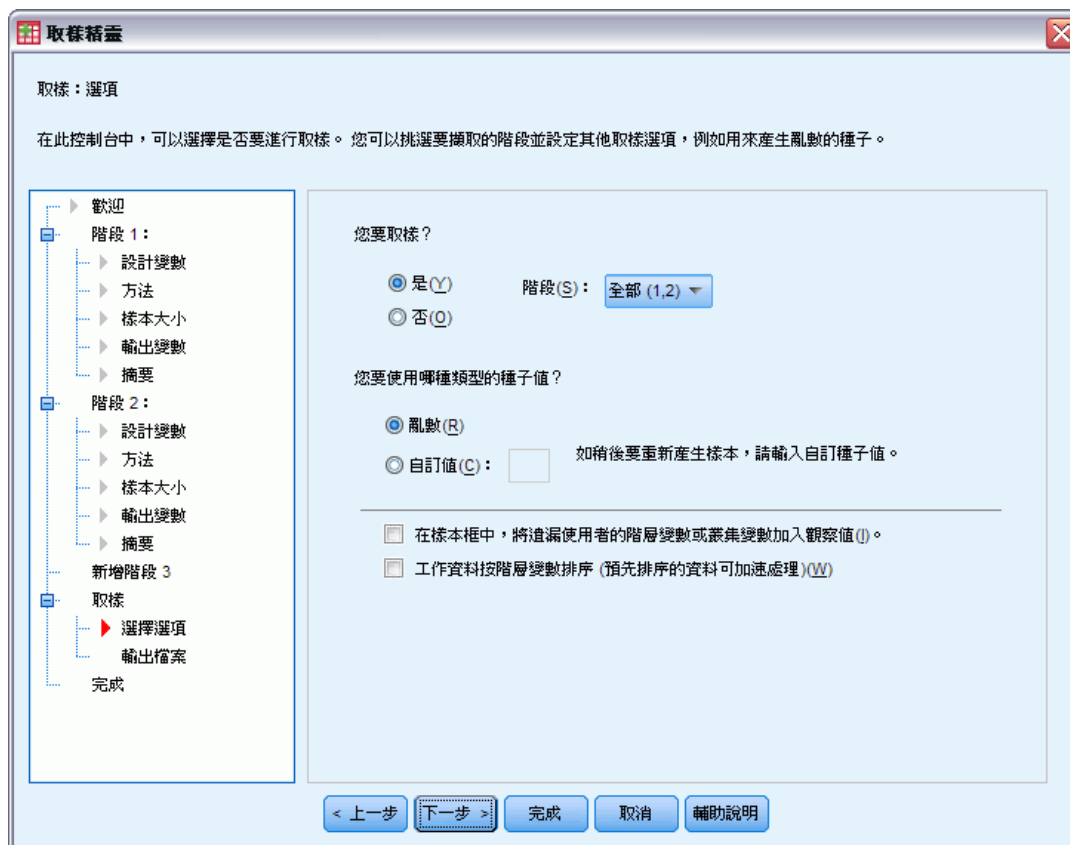 取樣精靈
取樣：選項
在此控制台中，可以選擇是否要進行取樣。 您可以挑選要擷取的階段並設定其他取樣選項，例如用來產生亂數的種子。
歡迎
階段 1：
設計變數
方法
樣本大小
輸出變數
摘要
階段 2：
設計變數
方法
樣本大小
輸出變數
摘要
新增階段 3
取樣
選擇選項
輸出檔案
完成
您要取樣？
是(Y) 階段(S)： 全部 (1,2)
否(O)
您要使用哪種類型的種子值？
亂數(R)
自訂值(C)： 如稍後要重新產生樣本，請輸入自訂種子值。
在樣本框中，將遺漏使用者的階層變數或叢集變數加入觀察值(I)。
工作資料按階層變數排序 (預先排序的資料可加速處理)(W)
< 上一步 下一步 > 完成 取消 輔助說明